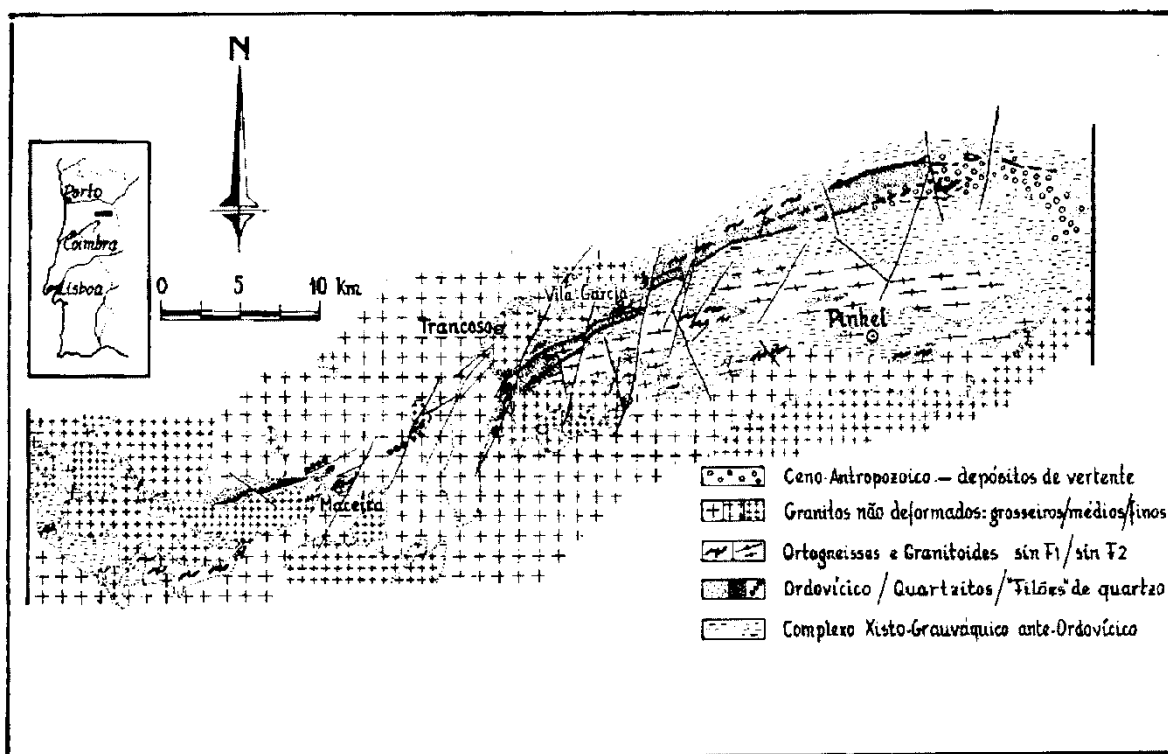 N
Porto
Coimbra
Lisboa
0 5 10 Km
Vila Garcia
Trancoso
Pinhel
Maceira
Ceno-Antropozoico — depósitos de vertente
Granitos não deformados: grosseiros/médios/finos
Ortogneisses e Granitoides sin F1/sin F2
Ordovícico / Quartzitos / "Filões" de quartzo
Complexo Xisto-Grauváquico ante-Ordovícico